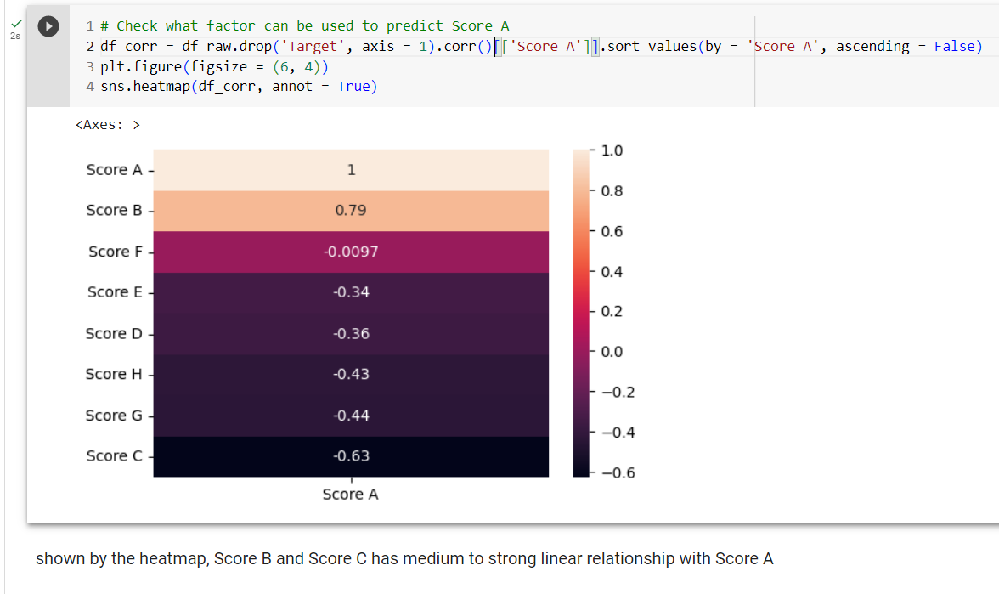 2s
1 # Check what factor can be used to predict Score A
2 df_corr = df_raw.drop('Target', axis = 1).corr()[['Score A']].sort_values(by = 'Score A', ascending = False)
3 plt.figure(figsize = (6, 4))
4 sns.heatmap(df_corr, annot = True)
<Axes: >
Score A 1 1.0
Score B 0.79 0.8
Score F -0.0097 0.6
Score E -0.34 0.4
Score D -0.36 0.2
Score H -0.43 0.0
Score G -0.44 −0.2
Score C -0.63 −0.4
−0.6
Score A
shown by the heatmap, Score B and Score C has medium to strong linear relationship with Score A